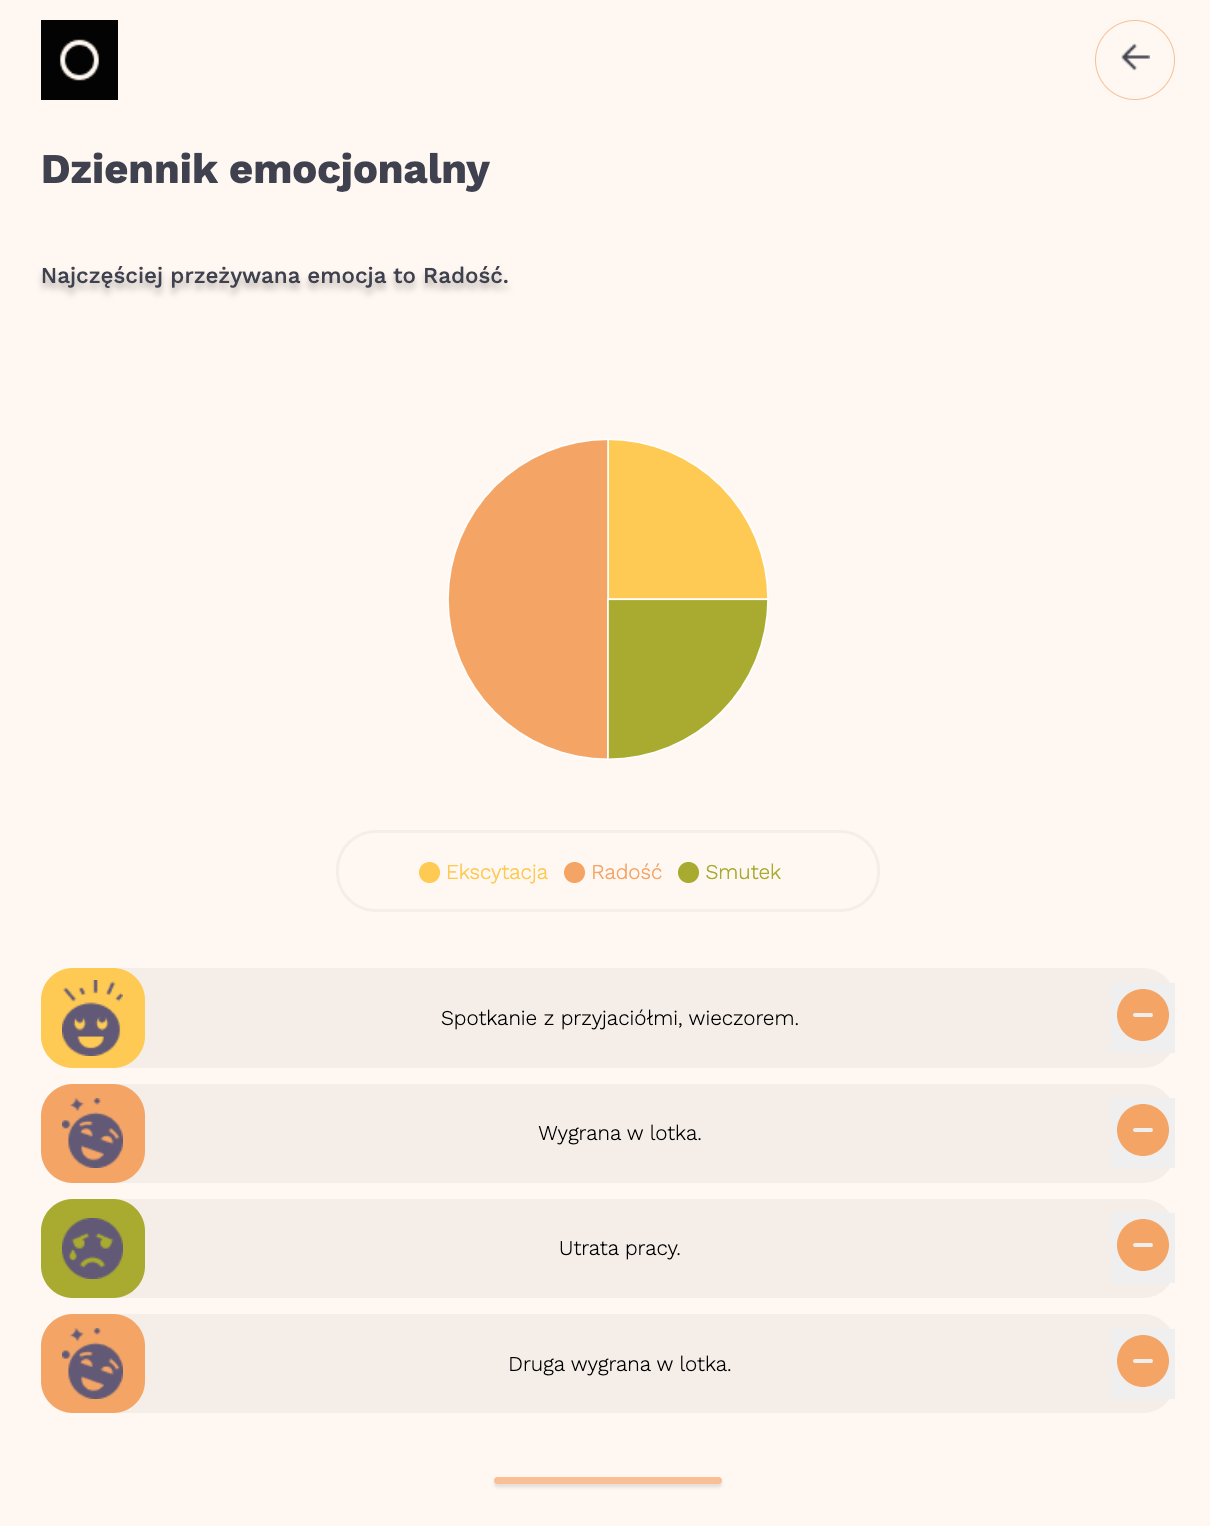 O
Dziennik emocjonalny
Najczęściej przeżywana emocja to Radość.
Ekscytacja Radość Smutek
Spotkanie z przyjaciółmi, wieczorem.
Wygrana w lotka.
Utrata pracy.
Druga wygrana w lotka.